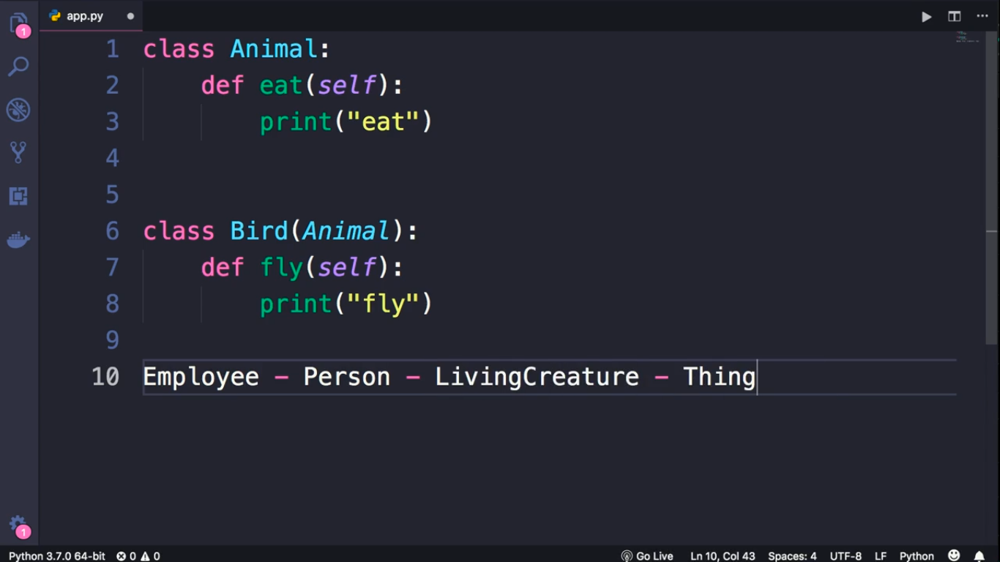 app.py
1
1 class Animal:
2     def eat(self):
3         print("eat")
4
5
6 class Bird(Animal):
7     def fly(self):
8         print("fly")
9
10 Employee - Person - LivingCreature - Thing
1
Python 3.7.0 64-bit 0 0 Go Live Ln 10, Col 43 Spaces: 4 UTF-8 LF Python